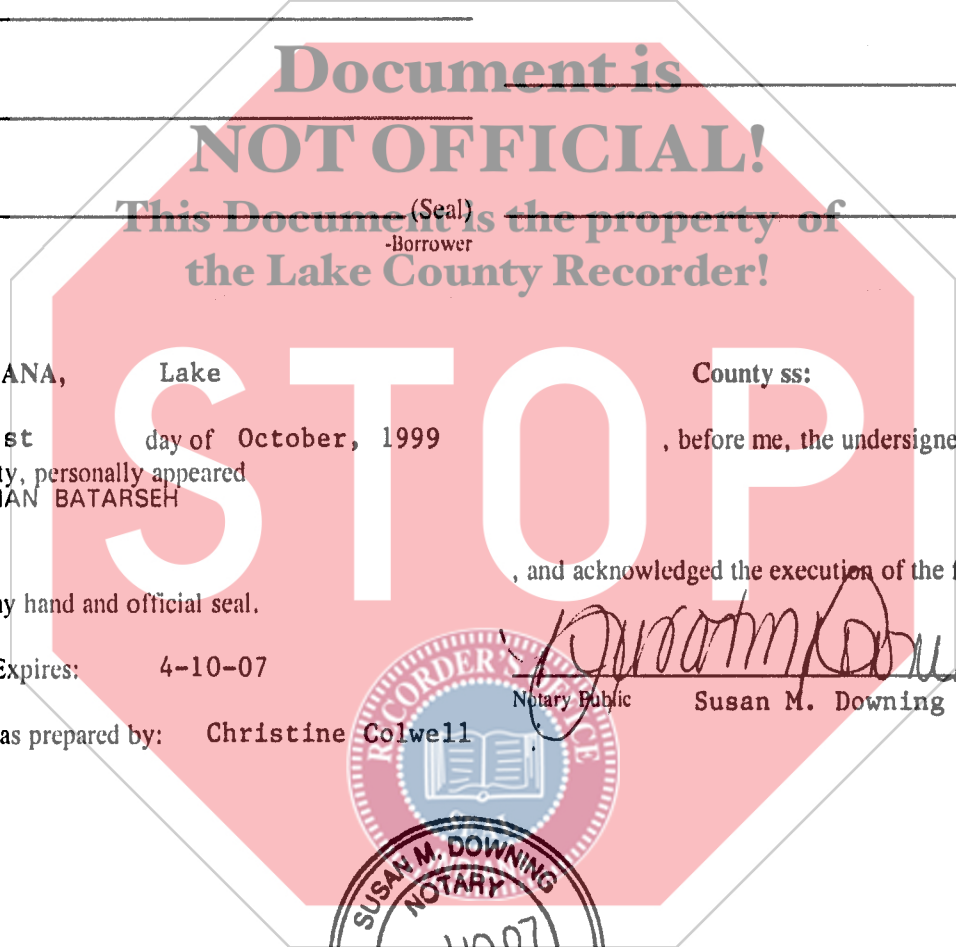 Document is
NOT OFFICIAL!
This Document is the property of
the Lake County Recorder!
(Seal)
-Borrower
STOP
ANA, Lake County ss:
st day of October, 1999 , before me, the undersigne
ty, personally appeared
IAN BATARSEH
, and acknowledged the execution of the f
y hand and official seal.
Expires: 4-10-07
Notary Public Susan M. Downing
as prepared by: Christine Colwell
RECORDER'S OFFICE
SEAL
SUSAN M. DOWNING
NOTARY